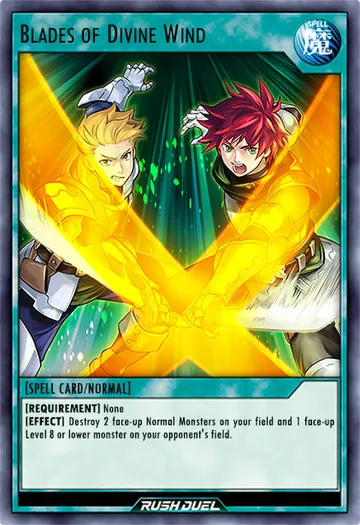 Blades of Divine Wind
SPELL
魔
[SPELL CARD/NORMAL]
[REQUIREMENT] None
[EFFECT] Destroy 2 face-up Normal Monsters on your field and 1 face-up
Level 8 or lower monster on your opponent's field.
RUSH DUEL